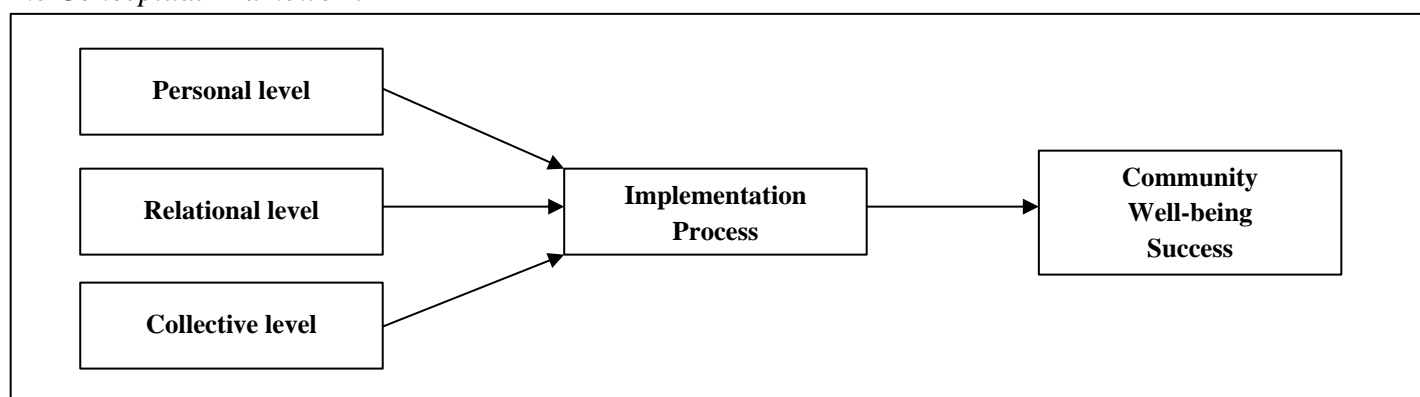 Personal level
Relational level
Collective level
Implementation
Process
Community
Well-being
Success